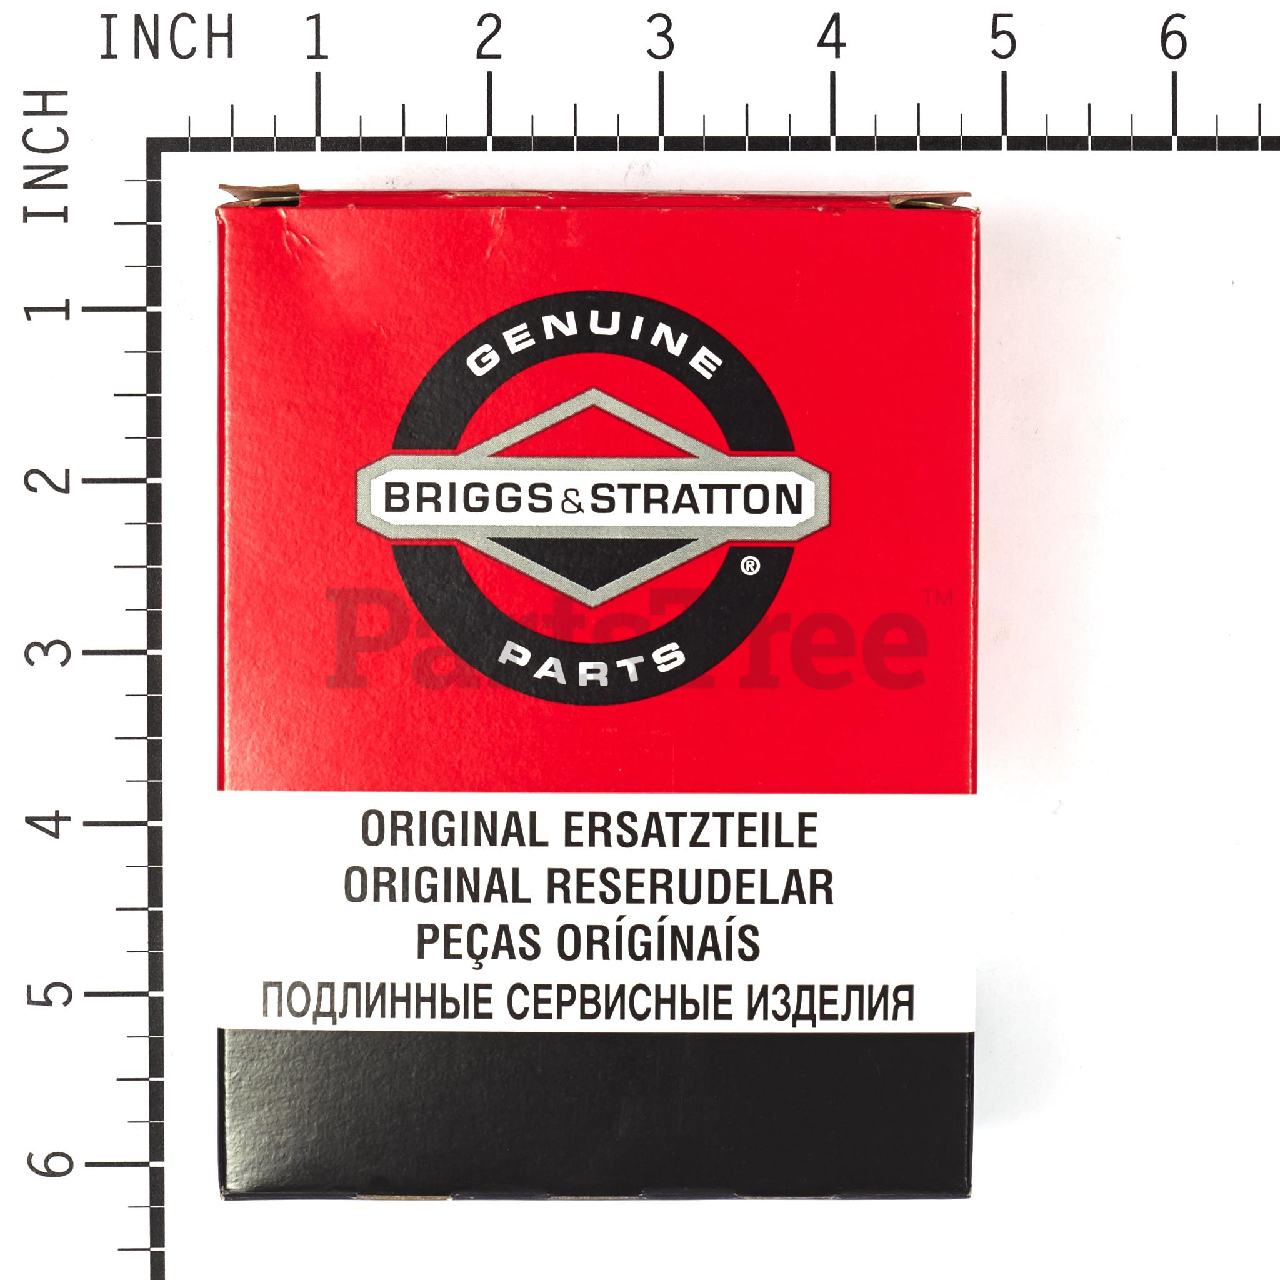 INCH 1 2 3 4 5 6
INCH
1
2
3
4
5
6
GENUINE
BRIGGS & STRATTON
®
PARTS
PartsTree™
ORIGINAL ERSATZTEILE
ORIGINAL RESERUDELAR
PEÇAS ORÍGÍNAÍS
ПОДЛИННЫЕ СЕРВИСНЫЕ ИЗДЕЛИЯ